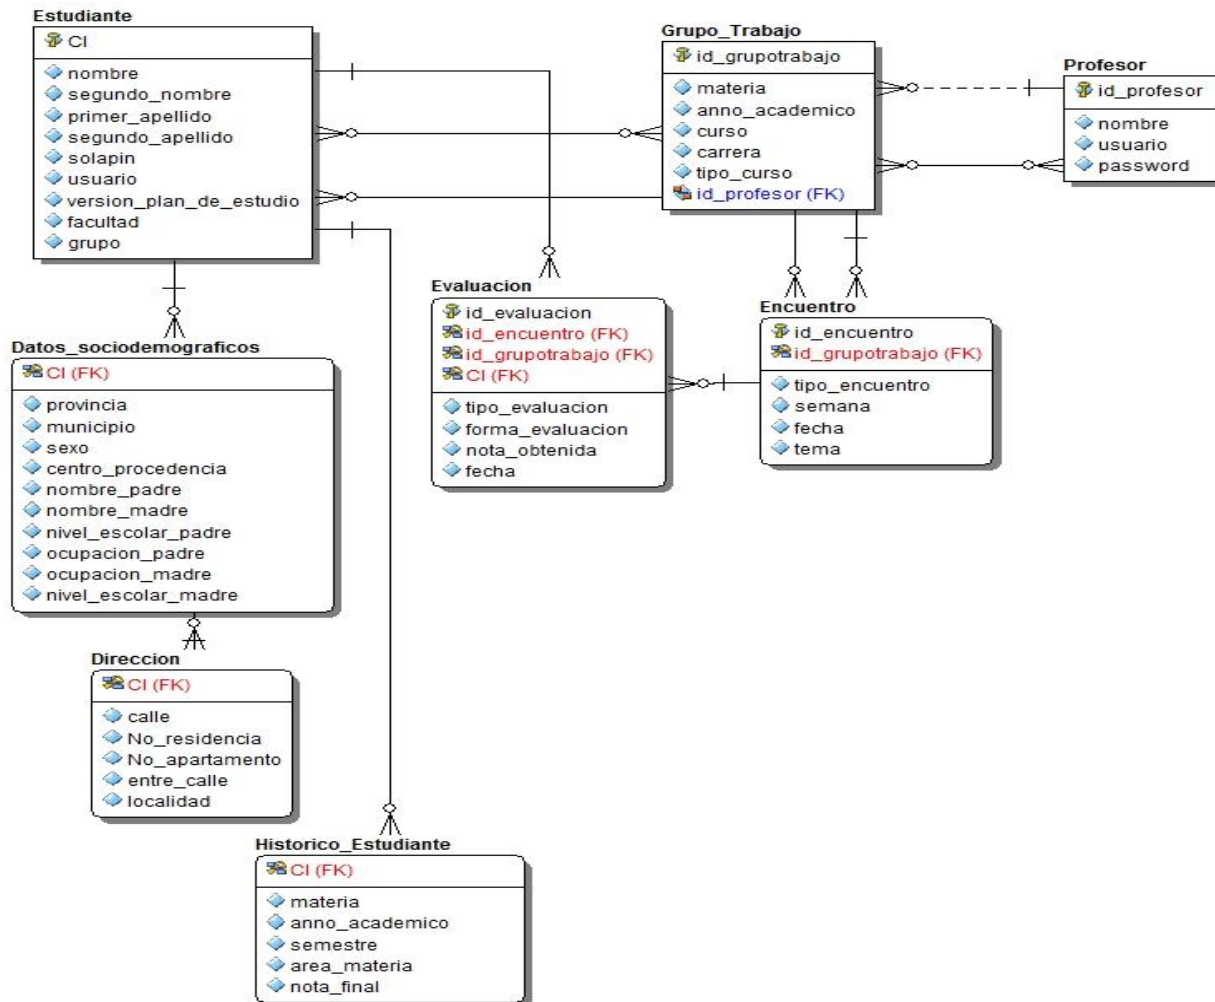 Estudiante
CI
nombre
segundo_nombre
primer_apellido
segundo_apellido
solapin
usuario
version_plan_de_estudio
facultad
grupo
Grupo_Trabajo
id_grupotrabajo
materia
anno_academico
curso
carrera
tipo_curso
id_profesor (FK)
Profesor
id_profesor
nombre
usuario
password
Evaluacion
id_evaluacion
id_encuentro (FK)
id_grupotrabajo (FK)
CI (FK)
tipo_evaluacion
forma_evaluacion
nota_obtenida
fecha
Encuentro
id_encuentro
id_grupotrabajo (FK)
tipo_encuentro
semana
fecha
tema
Datos_sociodemograficos
CI (FK)
provincia
municipio
sexo
centro_procedencia
nombre_padre
nombre_madre
nivel_escolar_padre
ocupacion_padre
ocupacion_madre
nivel_escolar_madre
Direccion
CI (FK)
calle
No_residencia
No_apartamento
entre_calle
localidad
Historico_Estudiante
CI (FK)
materia
anno_academico
semestre
area_materia
nota_final